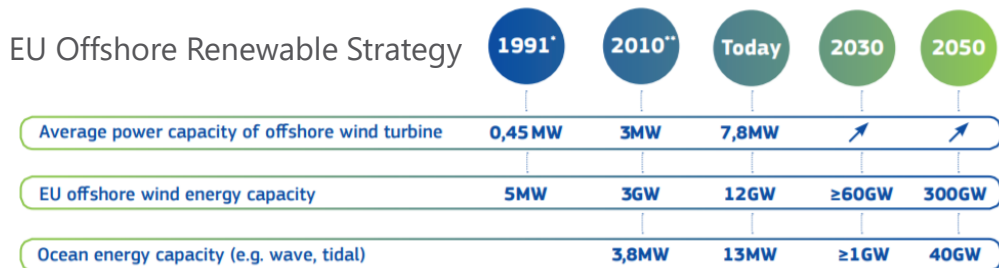 EU Offshore Renewable Strategy 1991* 2010** Today 2030 2050
Average power capacity of offshore wind turbine 0,45 MW 3MW 7,8MW
EU offshore wind energy capacity 5MW 3GW 12GW ≥60GW 300GW
Ocean energy capacity (e.g. wave, tidal) 3,8MW 13MW ≥1GW 40GW